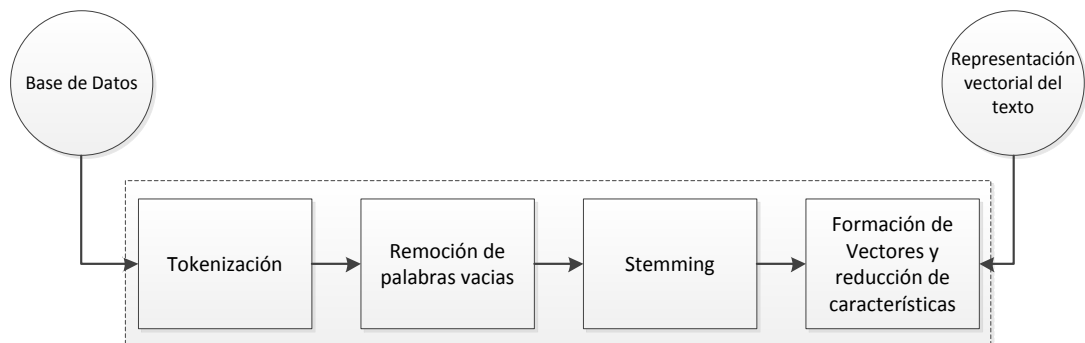 Base de Datos
Representación
vectorial del
texto
Tokenización
Remoción de
palabras vacias
Stemming
Formación de
Vectores y
reducción de
características